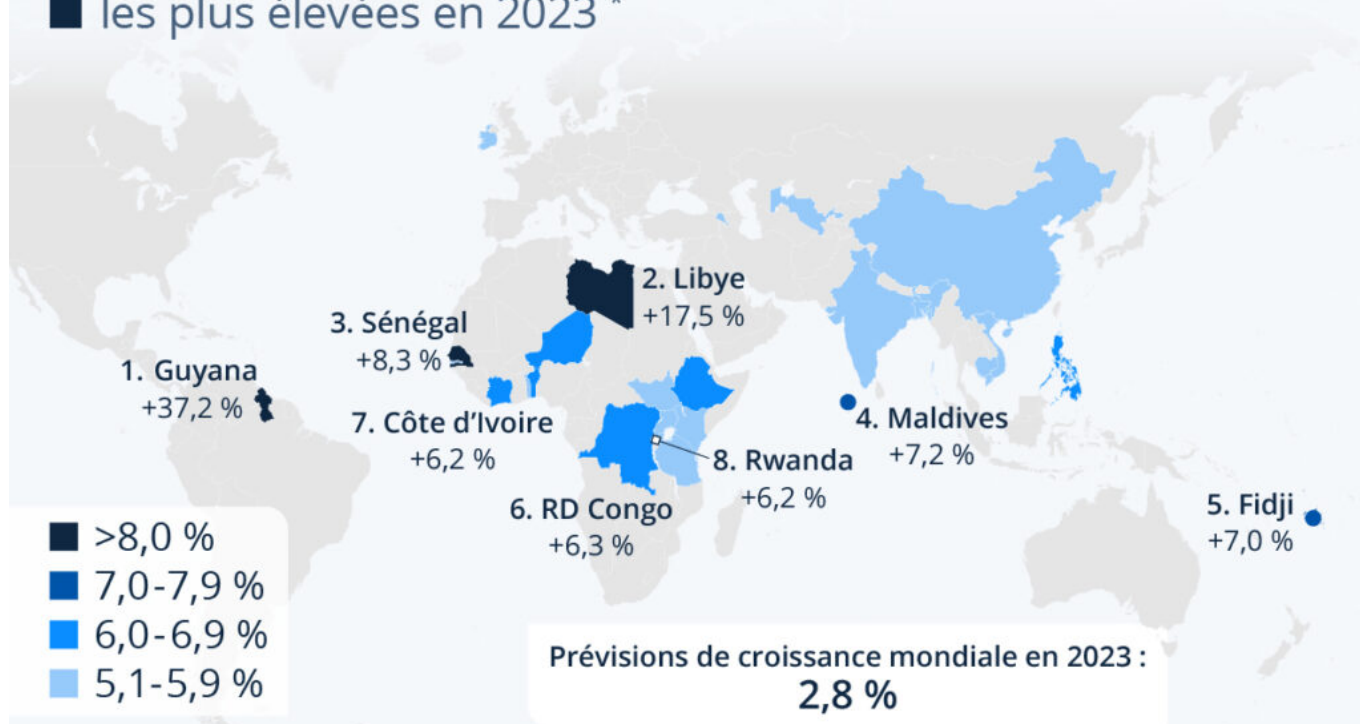 les plus élevées en 2023 *
2. Libye
+17,5 %
3. Sénégal
+8,3 %
1. Guyana
+37,2 %
7. Côte d’Ivoire
+6,2 %
4. Maldives
+7,2 %
8. Rwanda
+6,2 %
6. RD Congo
+6,3 %
5. Fidji
+7,0 %
>8,0 %
7,0-7,9 %
6,0-6,9 %
5,1-5,9 %
Prévisions de croissance mondiale en 2023 :
2,8 %